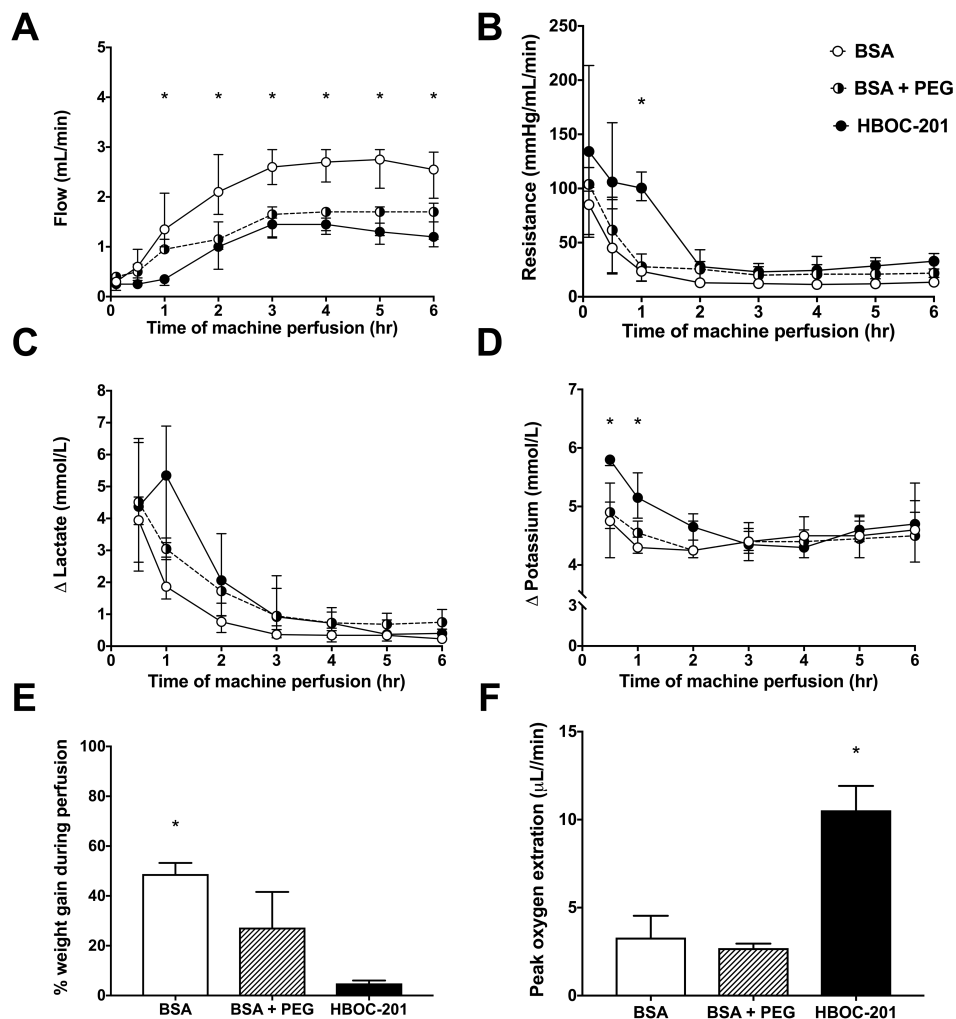 A
Flow (mL/min)
5
4
3
2
1
0
* * * * * *
0 1 2 3 4 5 6
Time of machine perfusion (hr)
B
Resistance (mmHg/mL/min)
250
200
150
100
50
0
*
0 1 2 3 4 5 6
Time of machine perfusion (hr)
BSA
BSA + PEG
HBOC-201
C
Δ Lactate (mmol/L)
8
7
6
5
4
3
2
1
0
0 1 2 3 4 5 6
Time of machine perfusion (hr)
D
Δ Potassium (mmol/L)
7
6
5
4
3
0
* *
0 1 2 3 4 5 6
Time of machine perfusion (hr)
E
% weight gain during perfusion
100
80
60
40
20
0
*
BSA BSA + PEG HBOC-201
F
Peak oxygen extration (μL//min)
15
10
5
0
*
BSA BSA + PEG HBOC-201